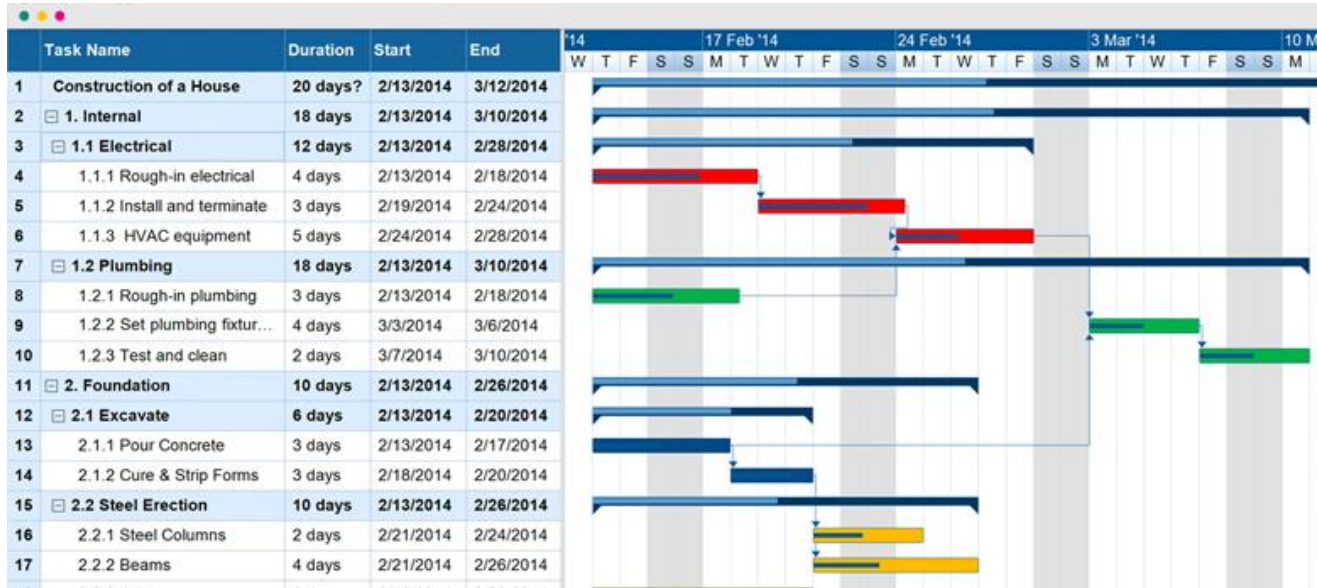 '14 17 Feb '14 24 Feb '14 3 Mar '14 10 M
Task Name Duration Start End W T F S S M T W T F S S M T W T F S S M T W T F S S M
1 Construction of a House 20 days? 2/13/2014 3/12/2014
2 1. Internal 18 days 2/13/2014 3/10/2014
3 1.1 Electrical 12 days 2/13/2014 2/28/2014
4 1.1.1 Rough-in electrical 4 days 2/13/2014 2/18/2014
5 1.1.2 Install and terminate 3 days 2/19/2014 2/24/2014
6 1.1.3 HVAC equipment 5 days 2/24/2014 2/28/2014
7 1.2 Plumbing 18 days 2/13/2014 3/10/2014
8 1.2.1 Rough-in plumbing 3 days 2/13/2014 2/18/2014
9 1.2.2 Set plumbing fixtur... 4 days 3/3/2014 3/6/2014
10 1.2.3 Test and clean 2 days 3/7/2014 3/10/2014
11 2. Foundation 10 days 2/13/2014 2/26/2014
12 2.1 Excavate 6 days 2/13/2014 2/20/2014
13 2.1.1 Pour Concrete 3 days 2/13/2014 2/17/2014
14 2.1.2 Cure & Strip Forms 3 days 2/18/2014 2/20/2014
15 2.2 Steel Erection 10 days 2/13/2014 2/26/2014
16 2.2.1 Steel Columns 2 days 2/21/2014 2/24/2014
17 2.2.2 Beams 4 days 2/21/2014 2/26/2014